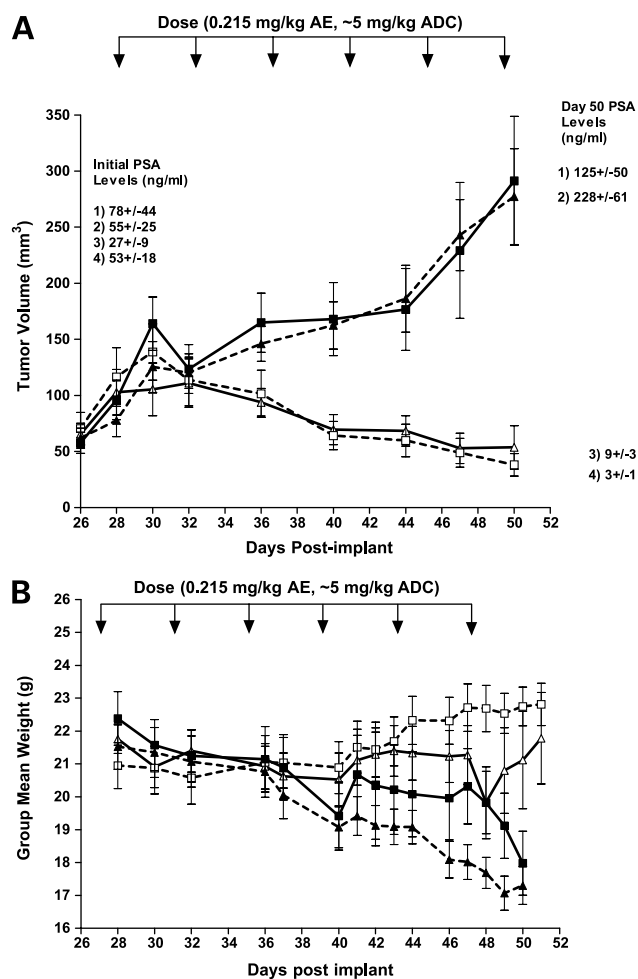 A
Dose (0.215 mg/kg AE, ~5 mg/kg ADC)
350
300
250
200
150
100
50
0
Tumor Volume (mm3)
Initial PSA
Levels (ng/ml)
1) 78+/-44
2) 55+/-25
3) 27+/-9
4) 53+/-18
Day 50 PSA
Levels
(ng/ml)
1) 125+/-50
2) 228+/-61
3) 9+/-3
4) 3+/-1
26 28 30 32 34 36 38 40 42 44 46 48 50 52
Days Post-implant
B
Dose (0.215 mg/kg AE, ~5 mg/kg ADC)
26
25
24
23
22
21
20
19
18
17
16
Group Mean Weight (g)
26 28 30 32 34 36 38 40 42 44 46 48 50 52
Days post implant